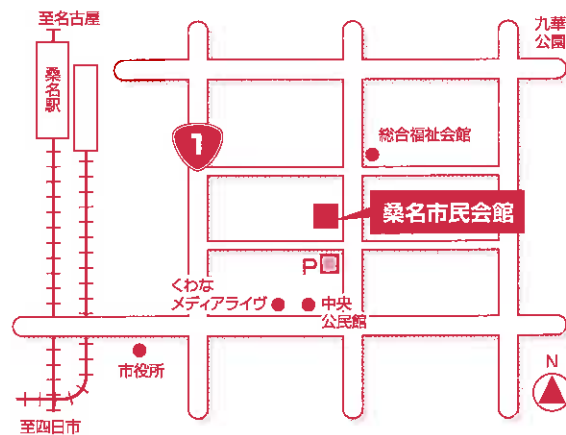 至名古屋
九華
公園
桑名駅
1
総合福祉会館
桑名市民会館
P
くわな
メディアライヴ
中央
公民館
市役所
N
至四日市